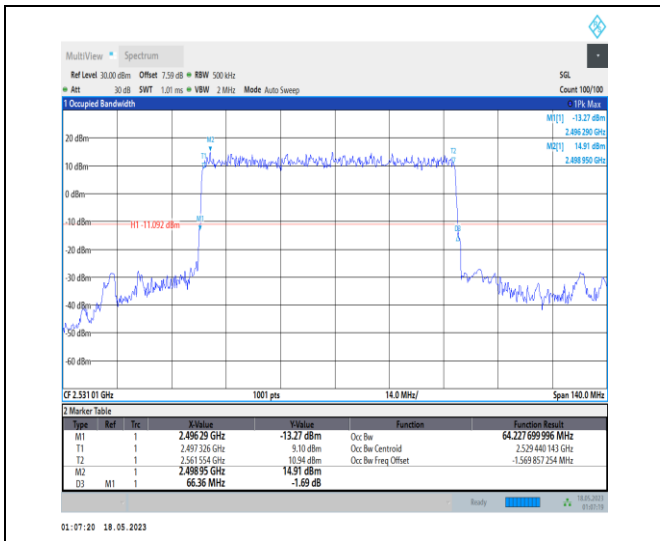 MultiView Spectrum
Ref Level 30.00 dBm Offset 7.59 dB RBW 500 kHz SGL
Att 30 dB SWT 1.01 ms VBW 2 MHz Mode Auto Sweep Count 100/100
1 Occupied Bandwidth 1Pk Max
M1[1] -13.27 dBm
2.496 290 GHz
M2[1] 14.91 dBm
2.498 950 GHz
20 dBm
M2
T1
T2
10 dBm
0 dBm
M1
-10 dBm
H1 -11.092 dBm
D3
-20 dBm
-30 dBm
-40 dBm
-50 dBm
-60 dBm
CF 2.531 01 GHz 1001 pts 14.0 MHz/ Span 140.0 MHz
2 Marker Table
Type Ref Trc X-Value Y-Value Function Function Result
M1 1 2.496 29 GHz -13.27 dBm Occ Bw 64.227 699 996 MHz
T1 1 2.497 326 GHz 9.10 dBm Occ Bw Centroid 2.529 440 143 GHz
T2 1 2.561 554 GHz 10.94 dBm Occ Bw Freq Offset -1.569 857 254 MHz
M2 1 2.498 95 GHz 14.91 dBm
D3 M1 1 66.36 MHz -1.69 dB
Ready 18.05.2023
01:07:19
01:07:20 18.05.2023